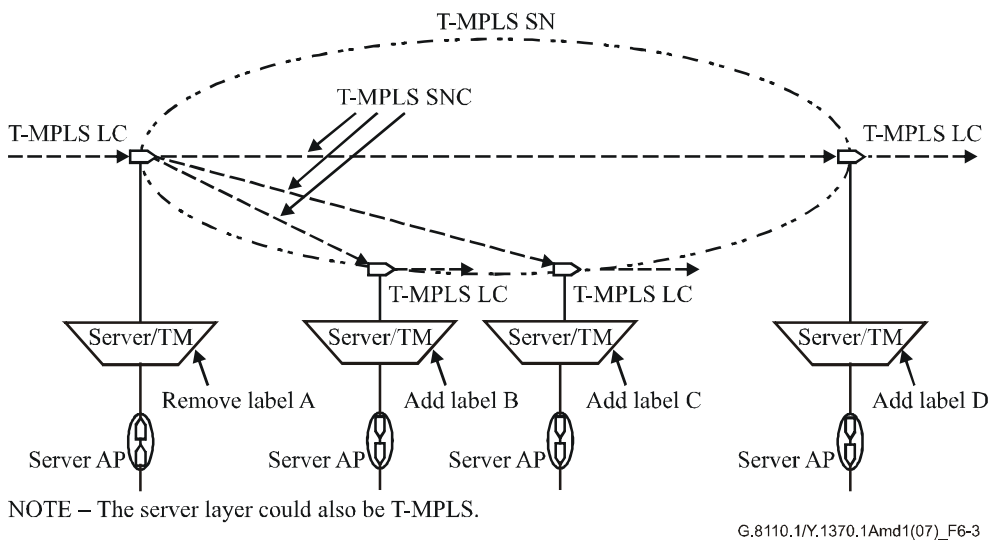 T-MPLS SN
T-MPLS SNC
T-MPLS LC
T-MPLS LC
T-MPLS LC
T-MPLS LC
Server/TM
Server/TM
Server/TM
Server/TM
Remove label A
Add label B
Add label C
Add label D
Server AP
Server AP
Server AP
Server AP
NOTE – The server layer could also be T-MPLS.
G.8110.1/Y.1370.1Amd1(07)_F6-3